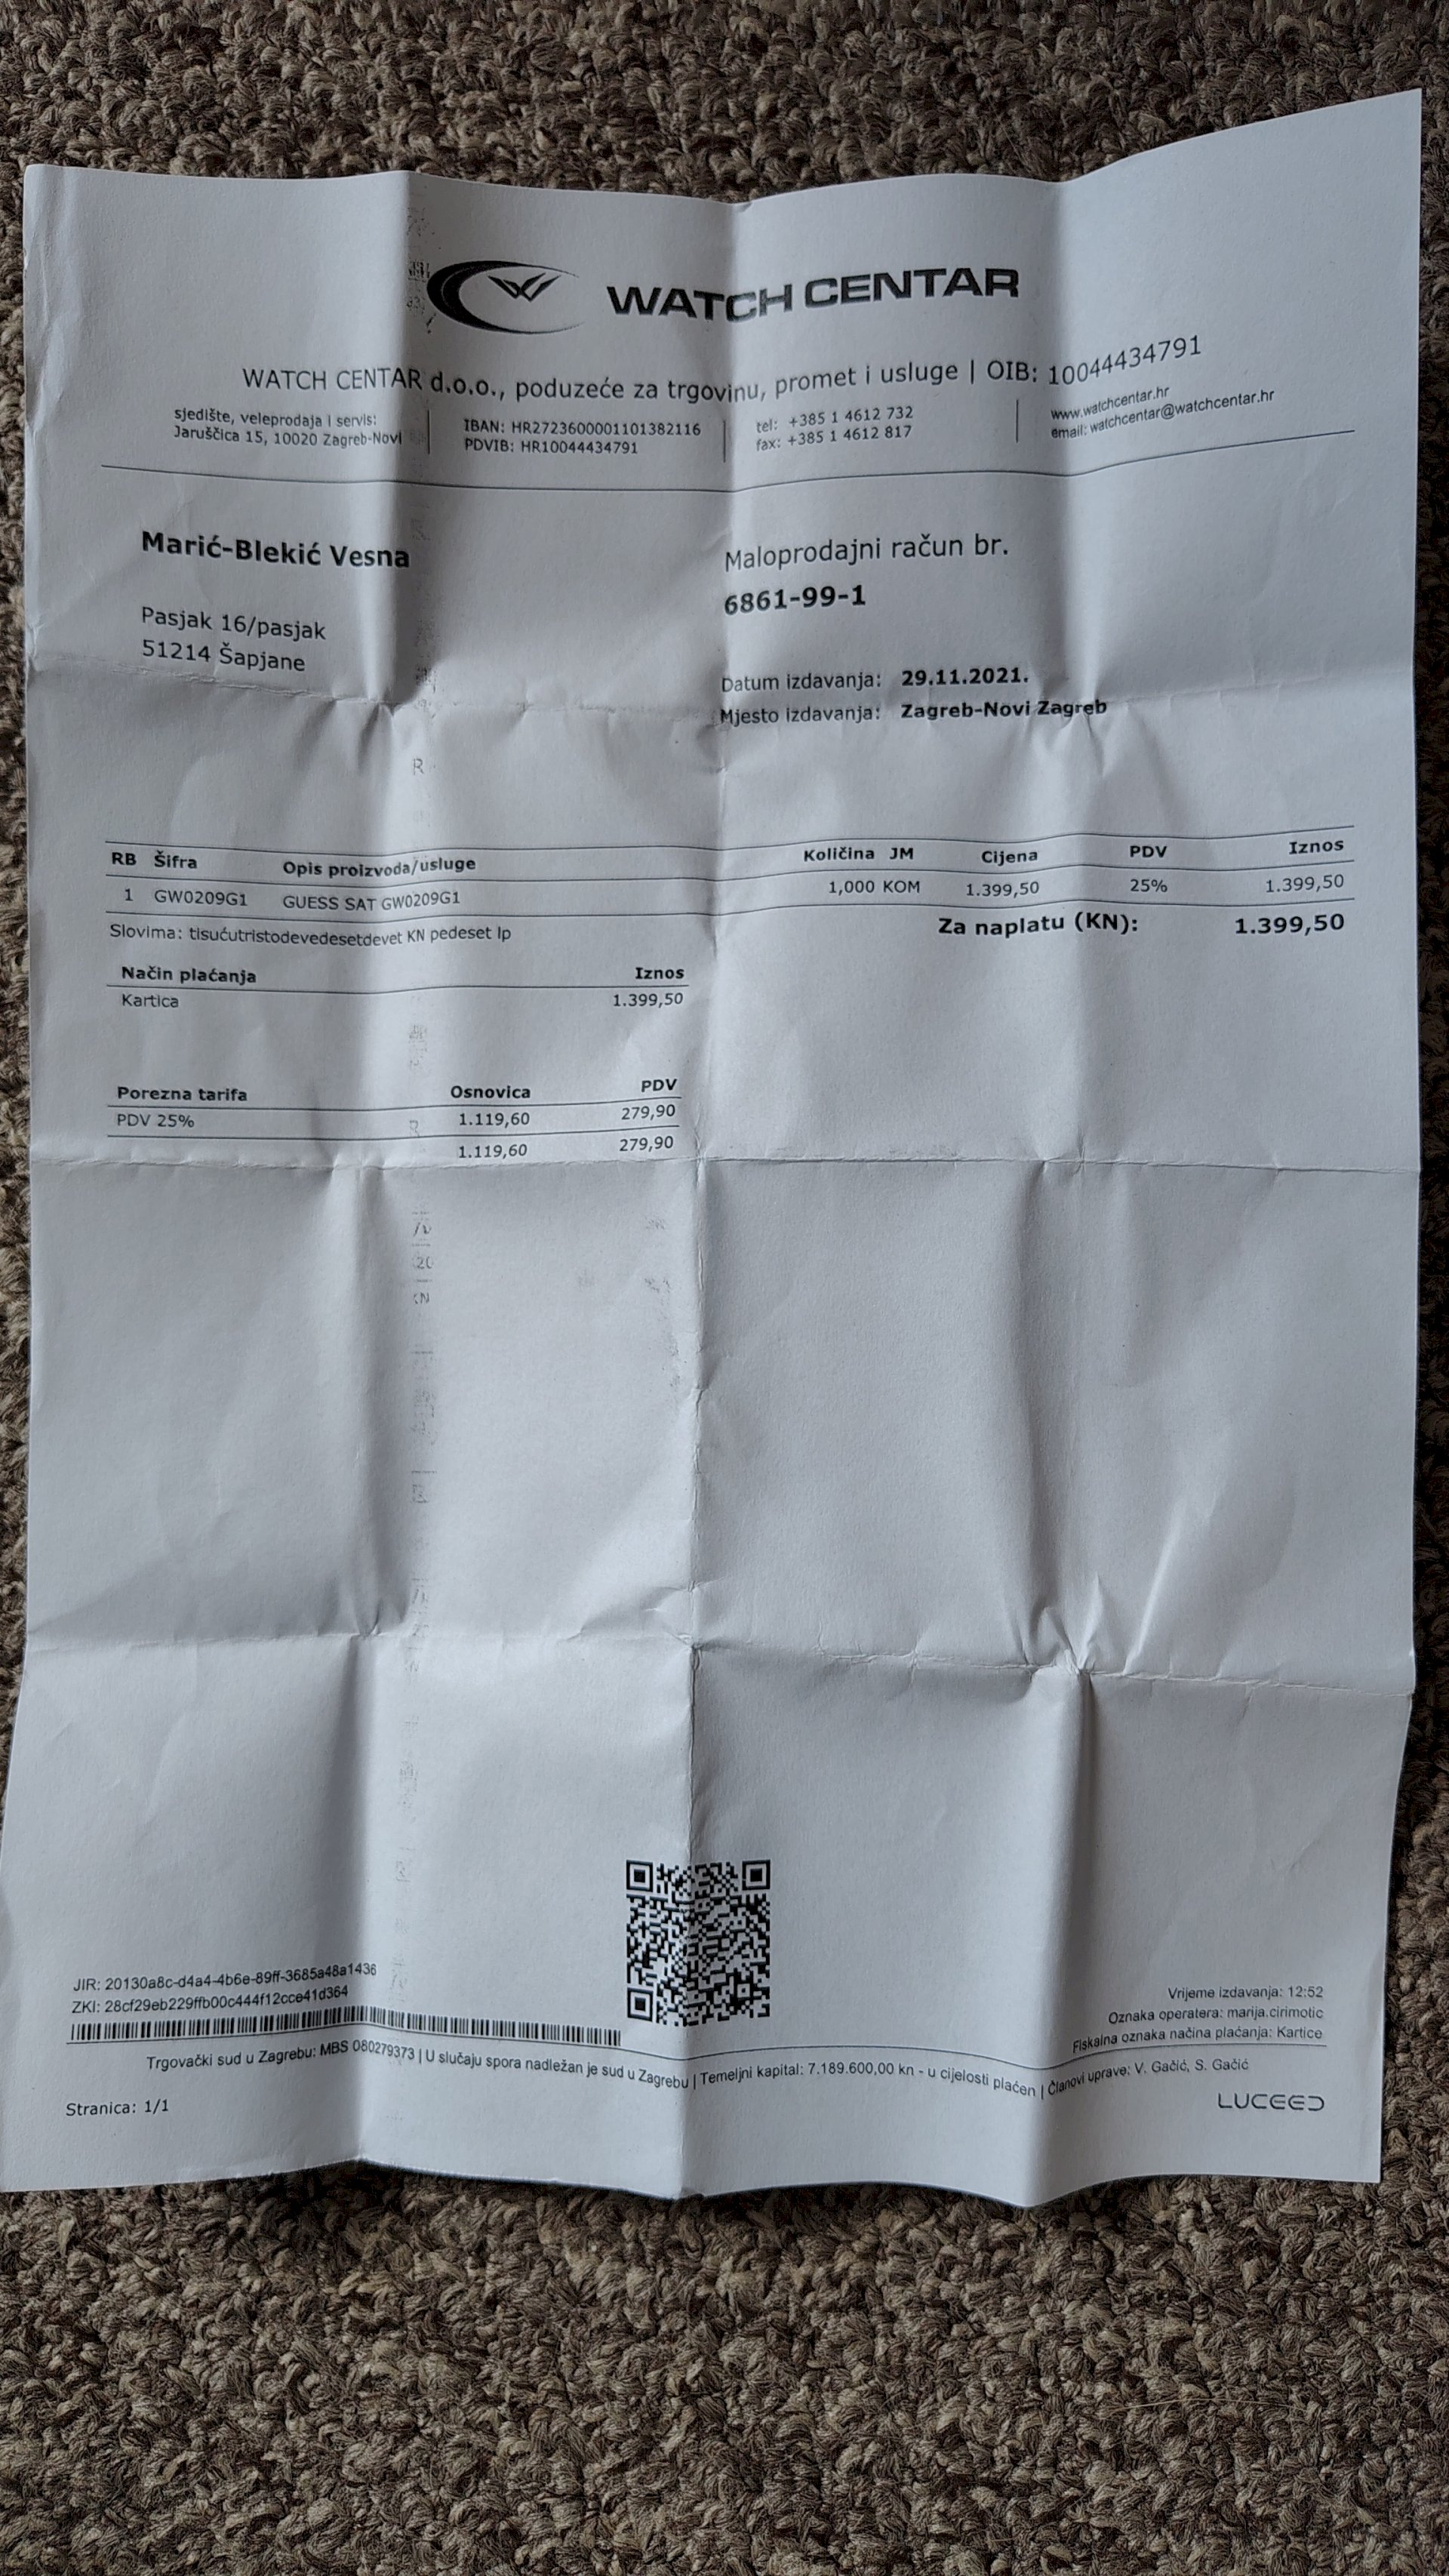 WATCH CENTAR
WATCH CENTAR d.o.o., poduzeće za trgovinu, promet i usluge | OIB: 10044434791
sjedište, veleprodaja i servis:
Jaruščica 15, 10020 Zagreb-Novi
IBAN: HR2723600001101382116
PDVIB: HR10044434791
tel: +385 1 4612 732
fax: +385 1 4612 817
www.watchcentar.hr
email: watchcentar@watchcentar.hr
Marić-Blekić Vesna
Pasjak 16/pasjak
51214 Šapjane
Maloprodajni račun br.
6861-99-1
Datum izdavanja: 29.11.2021.
Mjesto izdavanja: Zagreb-Novi Zagreb
RB Šifra Opis proizvoda/usluge Količina JM Cijena PDV Iznos
1 GW0209G1 GUESS SAT GW0209G1 1,000 KOM 1.399,50 25% 1.399,50
Za naplatu (KN): 1.399,50
Slovima: tisućutristodevedesetdevet KN pedeset lp
Način plaćanja Iznos
Kartica 1.399,50
Porezna tarifa Osnovica PDV
PDV 25% 1.119,60 279,90
1.119,60 279,90
JIR: 20130a8c-d4a4-4b6e-89ff-3685a48a1436
ZKI: 28cf29eb229ffb00c444f12cce41d364
Vrijeme izdavanja: 12:52
Oznaka operatera: marija.cirimotic
Fiskalna oznaka načina plaćanja: Kartice
Trgovački sud u Zagrebu: MBS 080279373 | U slučaju spora nadležan je sud u Zagrebu | Temeljni kapital: 7.189.600,00 kn - u cijelosti plaćen | Članovi uprave: V. Gačić, S. Gačić
Stranica: 1/1
LUCEED